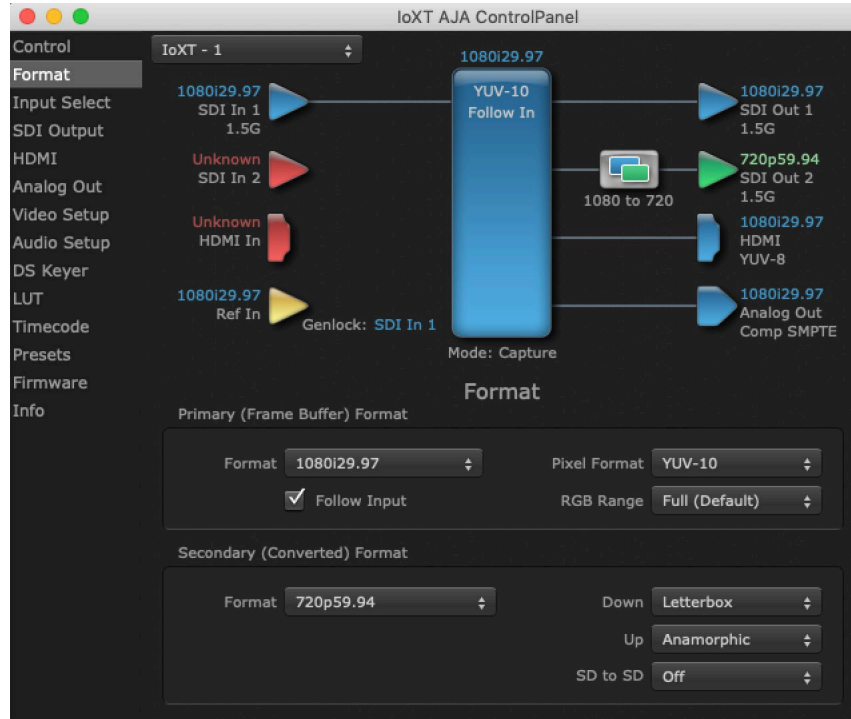 IoXT AJA ControlPanel
Control
Format
Input Select
SDI Output
HDMI
Analog Out
Video Setup
Audio Setup
DS Keyer
LUT
Timecode
Presets
Firmware
Info
IoXT - 1
1080i29.97
1080i29.97
SDI In 1
1.5G
Unknown
SDI In 2
Unknown
HDMI In
1080i29.97
Ref In
Genlock: SDI In 1
YUV-10
Follow In
Mode: Capture
1080 to 720
1080i29.97
SDI Out 1
1.5G
720p59.94
SDI Out 2
1.5G
1080i29.97
HDMI
YUV-8
1080i29.97
Analog Out
Comp SMPTE
Format
Primary (Frame Buffer) Format
Format 1080i29.97 Pixel Format YUV-10
Follow Input RGB Range Full (Default)
Secondary (Converted) Format
Format 720p59.94 Down Letterbox
Up Anamorphic
SD to SD Off